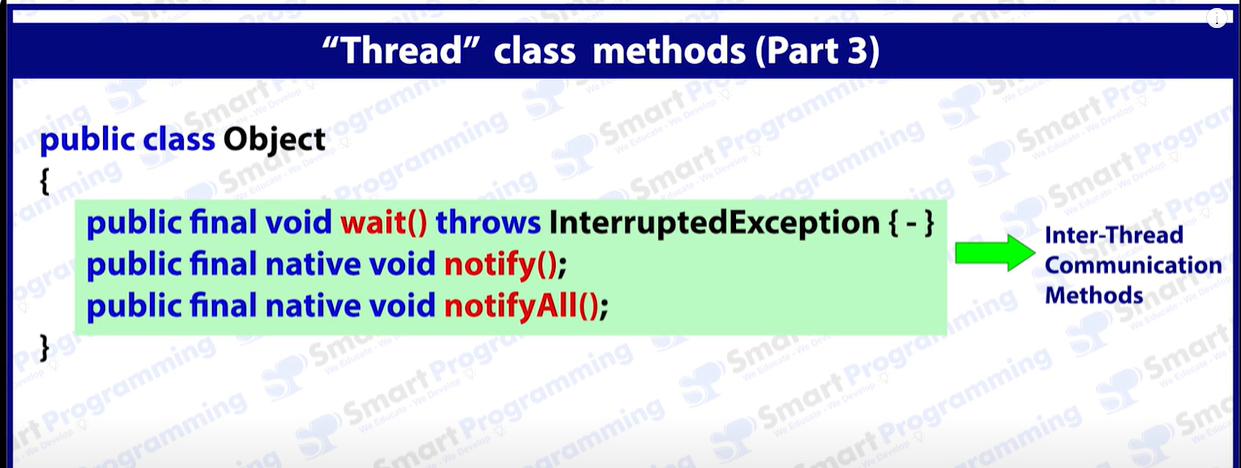 “Thread” class methods (Part 3)
public class Object
{
public final void wait() throws InterruptedException { - }
public final native void notify();
public final native void notifyAll();
}
Inter-Thread
Communication
Methods
Smart Programming
We Educate - We Develop